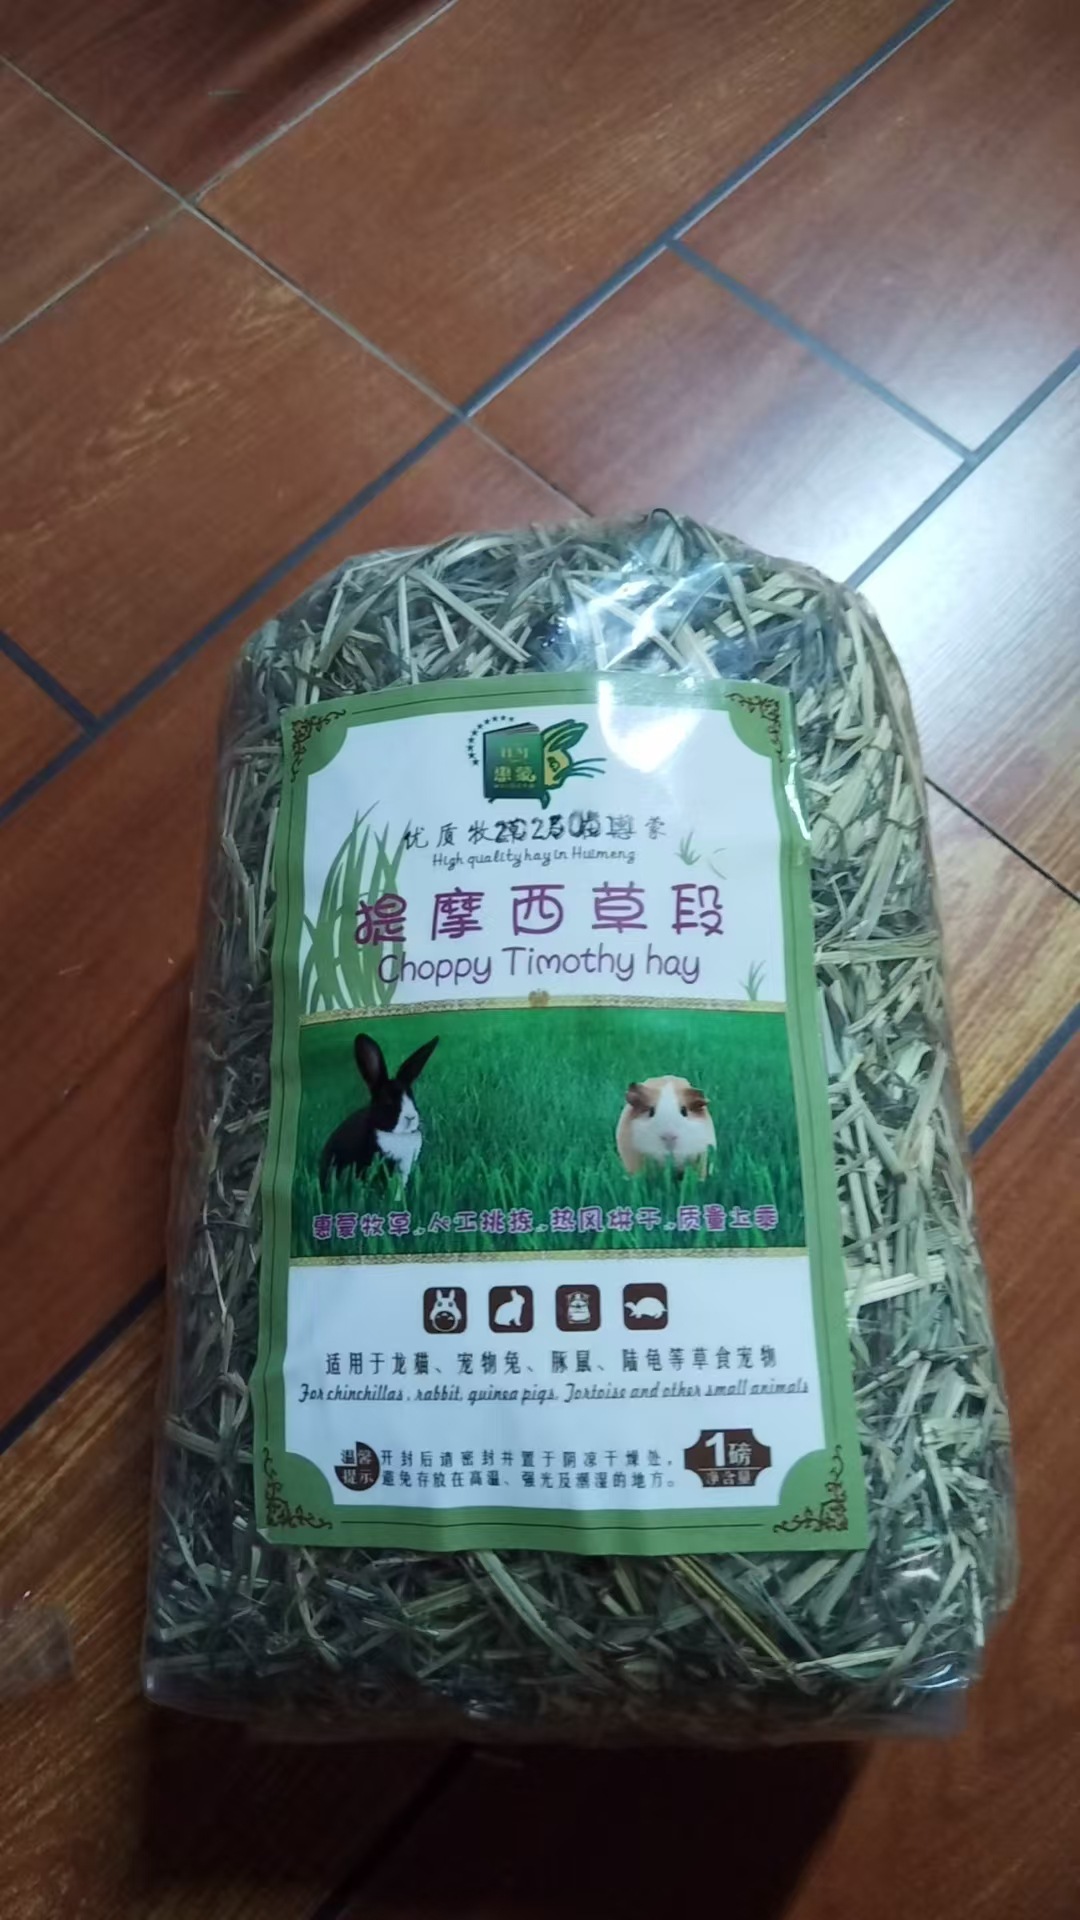 HM
惠蒙
优质牧草
High quality hay in Huimeng
提摩西草段
Choppy Timothy hay
惠蒙牧草、人工挑拣、热风烘干、质量上乘
适用于龙猫、宠物兔、豚鼠、陆龟等草食宠物
For chinchillas, rabbit, guinea pigs, Tortoise and other small animals
温馨提示
开封后请密封并置于阴凉干燥处，
避免存放在高温、强光及潮湿的地方。
1磅
净含量